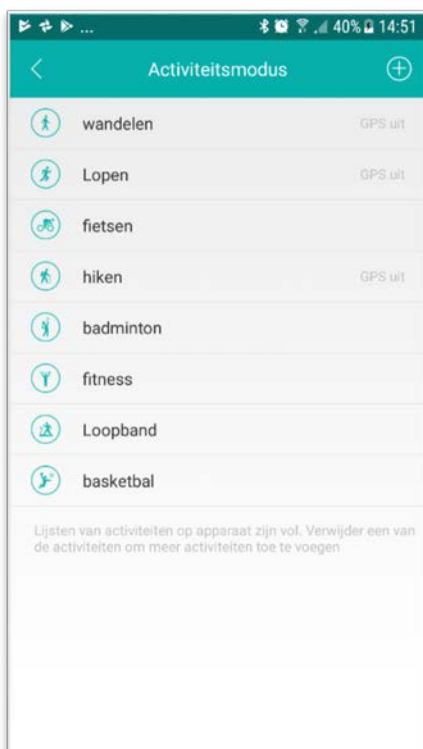 ... 40% 14:51
Activiteitsmodus
wandelen GPS uit
Lopen GPS uit
fietsen
hiken GPS uit
badminton
fitness
Loopband
basketbal
Lijsten van activiteiten op apparaat zijn vol. Verwijder een van
de activiteiten om meer activiteiten toe te voegen